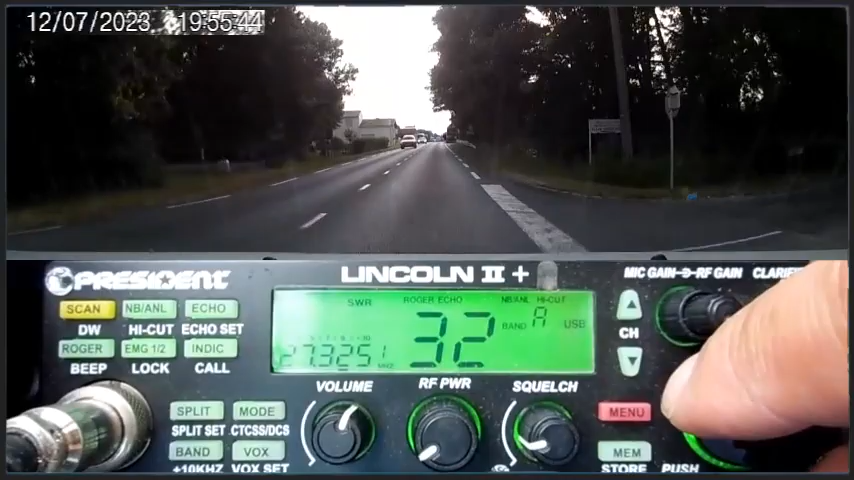 12/07/2023 19:55:44
PRESIDENT
LINCOLN II +
MIC GAIN RF GAIN CLARIFI
SCAN NB/ANL ECHO
DW HI-CUT ECHO SET
ROGER EMG 1/2 INDIC
BEEP LOCK CALL
SWR ROGER ECHO NB/ANL HI-CUT
32 BAND A USB
27.325.1 MHz
CH
VOLUME RF PWR SQUELCH
SPLIT MODE
SPLIT SET CTCSS/DCS
BAND VOX
+10KHZ VOX SET
MENU
MEM
STORE PUSH